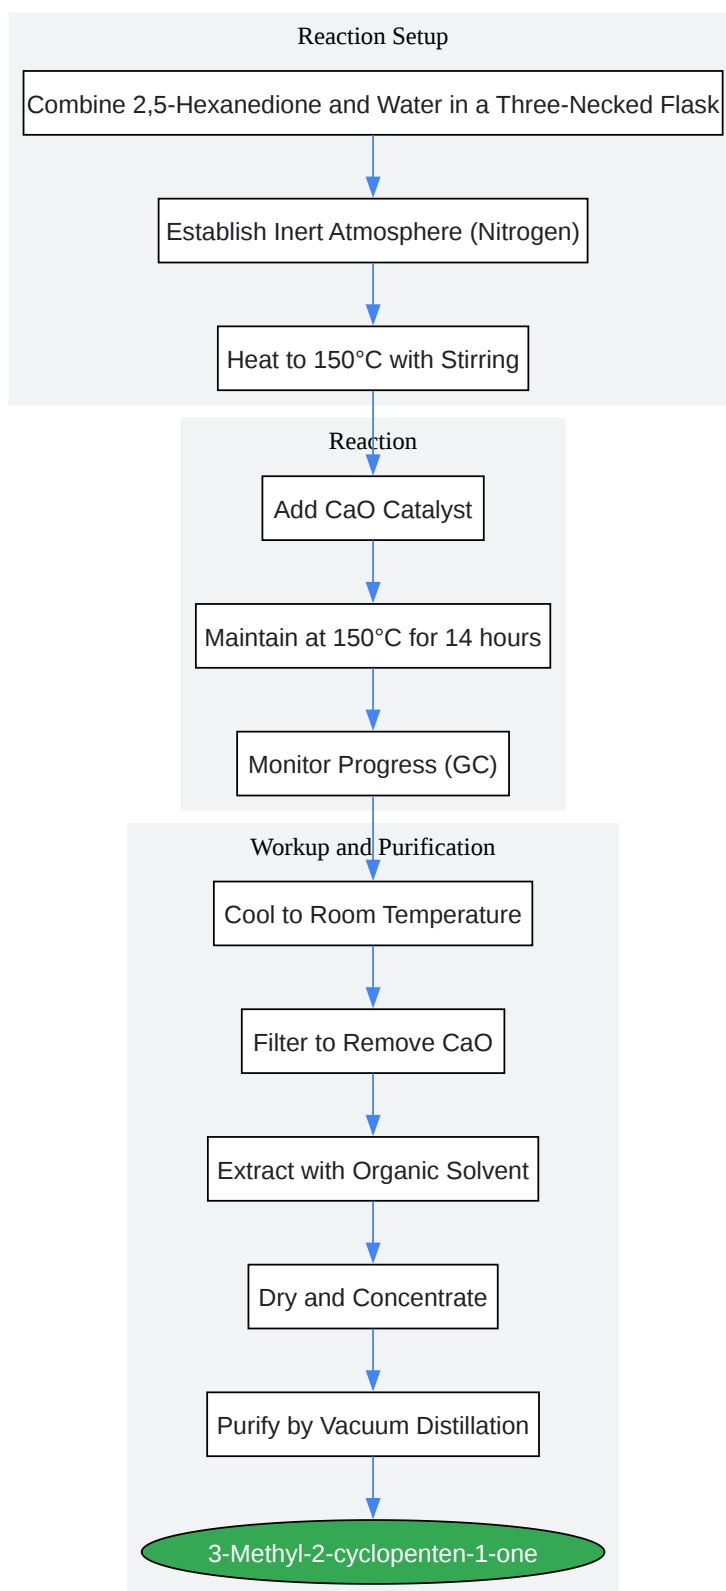 Reaction Setup
Combine 2,5-Hexanedione and Water in a Three-Necked Flask
Establish Inert Atmosphere (Nitrogen)
Heat to 150°C with Stirring
Reaction
Add CaO Catalyst
Maintain at 150°C for 14 hours
Monitor Progress (GC)
Workup and Purification
Cool to Room Temperature
Filter to Remove CaO
Extract with Organic Solvent
Dry and Concentrate
Purify by Vacuum Distillation
3-Methyl-2-cyclopenten-1-one